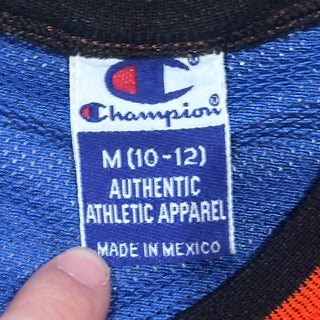 ®
Champion®
M (10-12)
AUTHENTIC
ATHLETIC APPAREL
MADE IN MEXICO